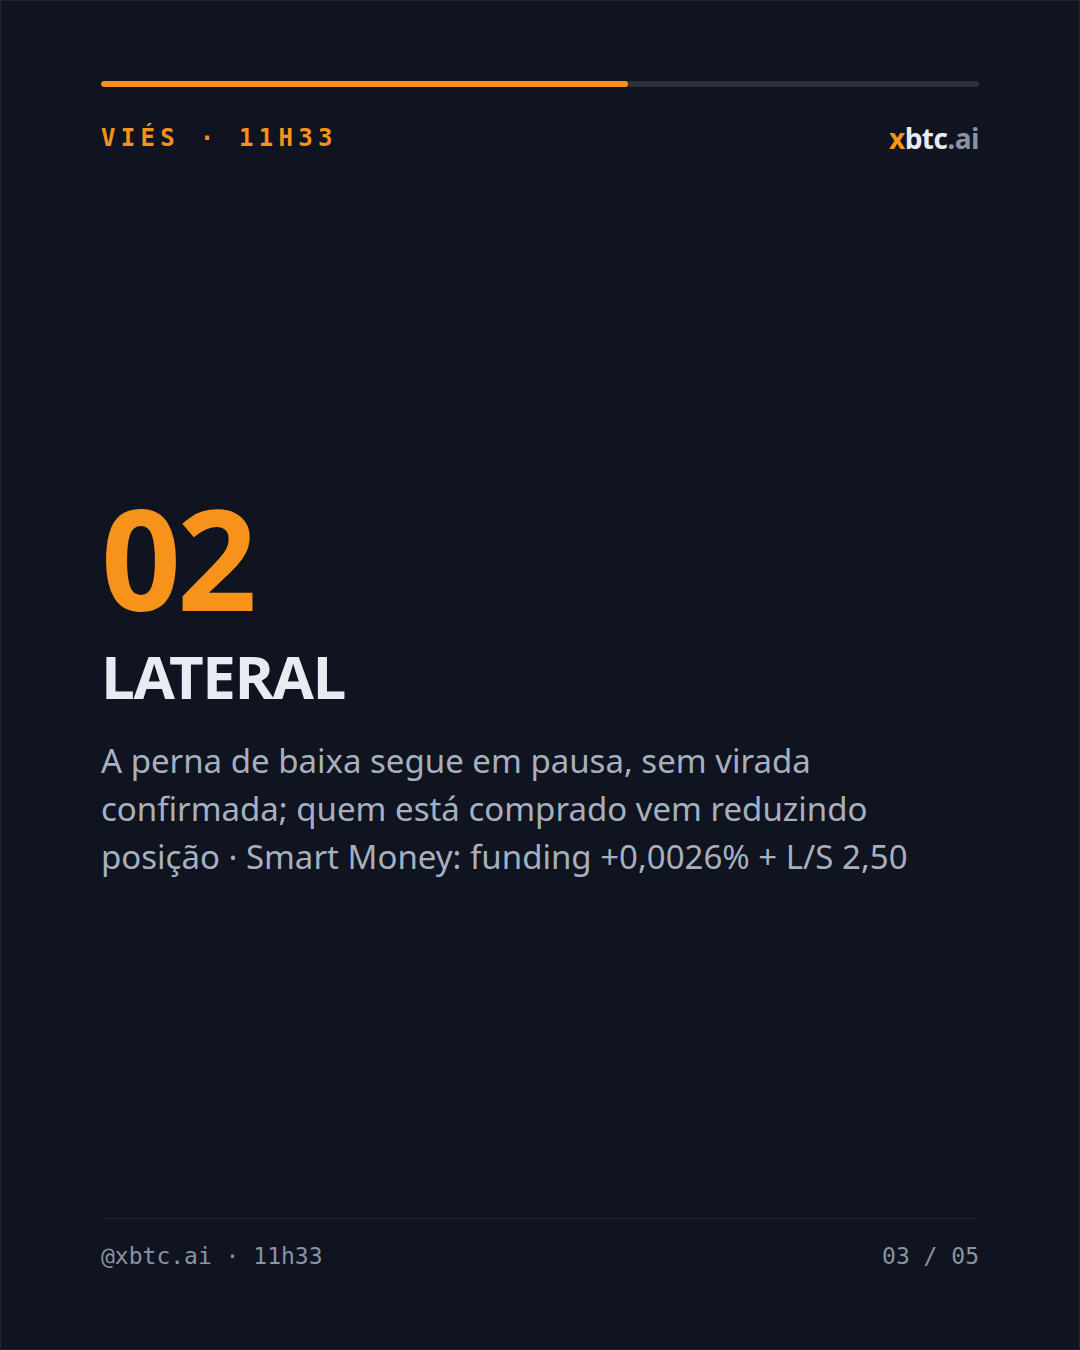 VIÉS · 11H33
xbtc.ai
02
LATERAL
A perna de baixa segue em pausa, sem virada
confirmada; quem está comprado vem reduzindo
posição · Smart Money: funding +0,0026% + L/S 2,50
@xbtc.ai · 11h33
03 / 05